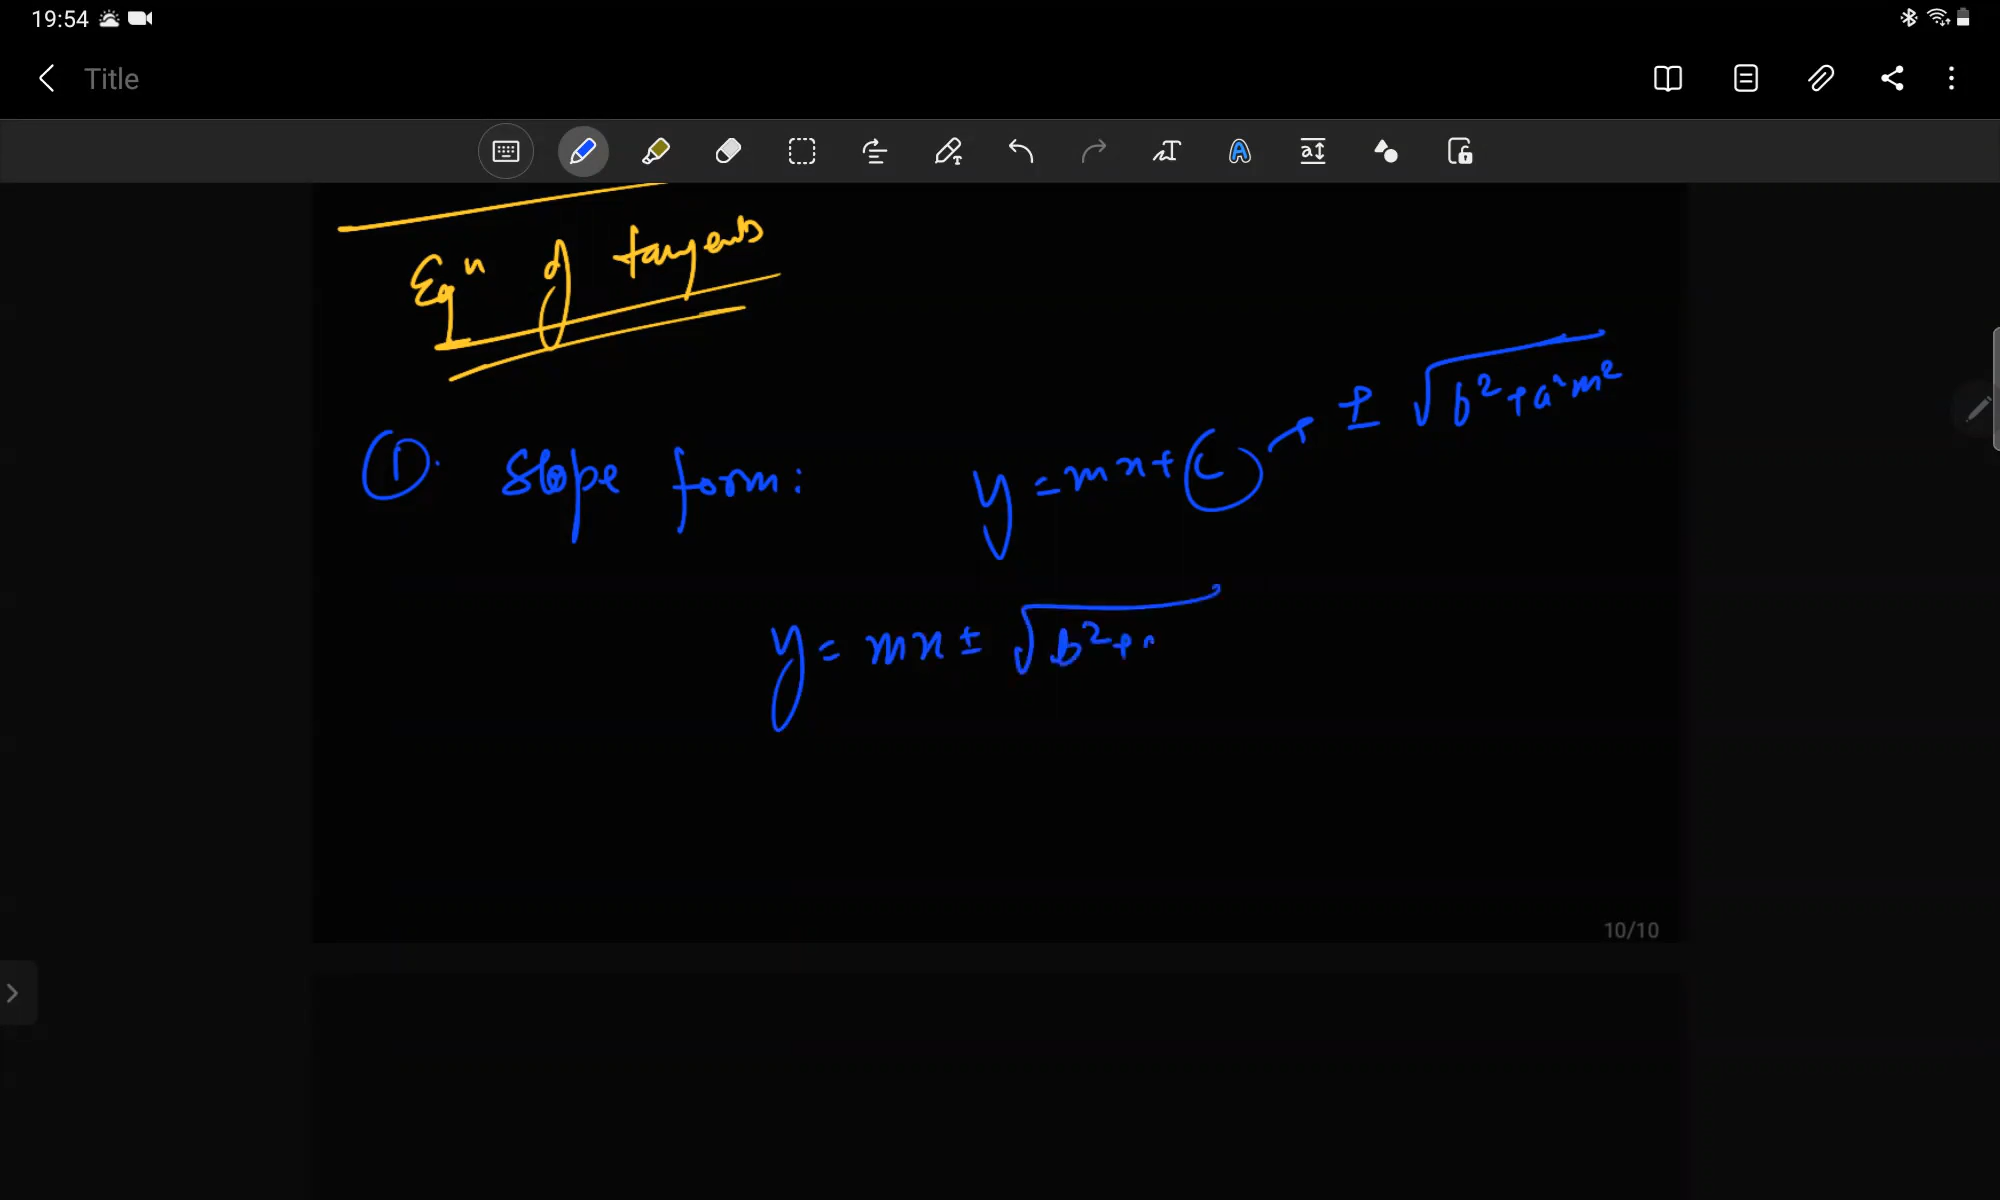 19:54
Title
Eqⁿ of tangents
① . Slope form : y = mx + c → ± √b² + a²m²
y = mx ± √b² +
10/10